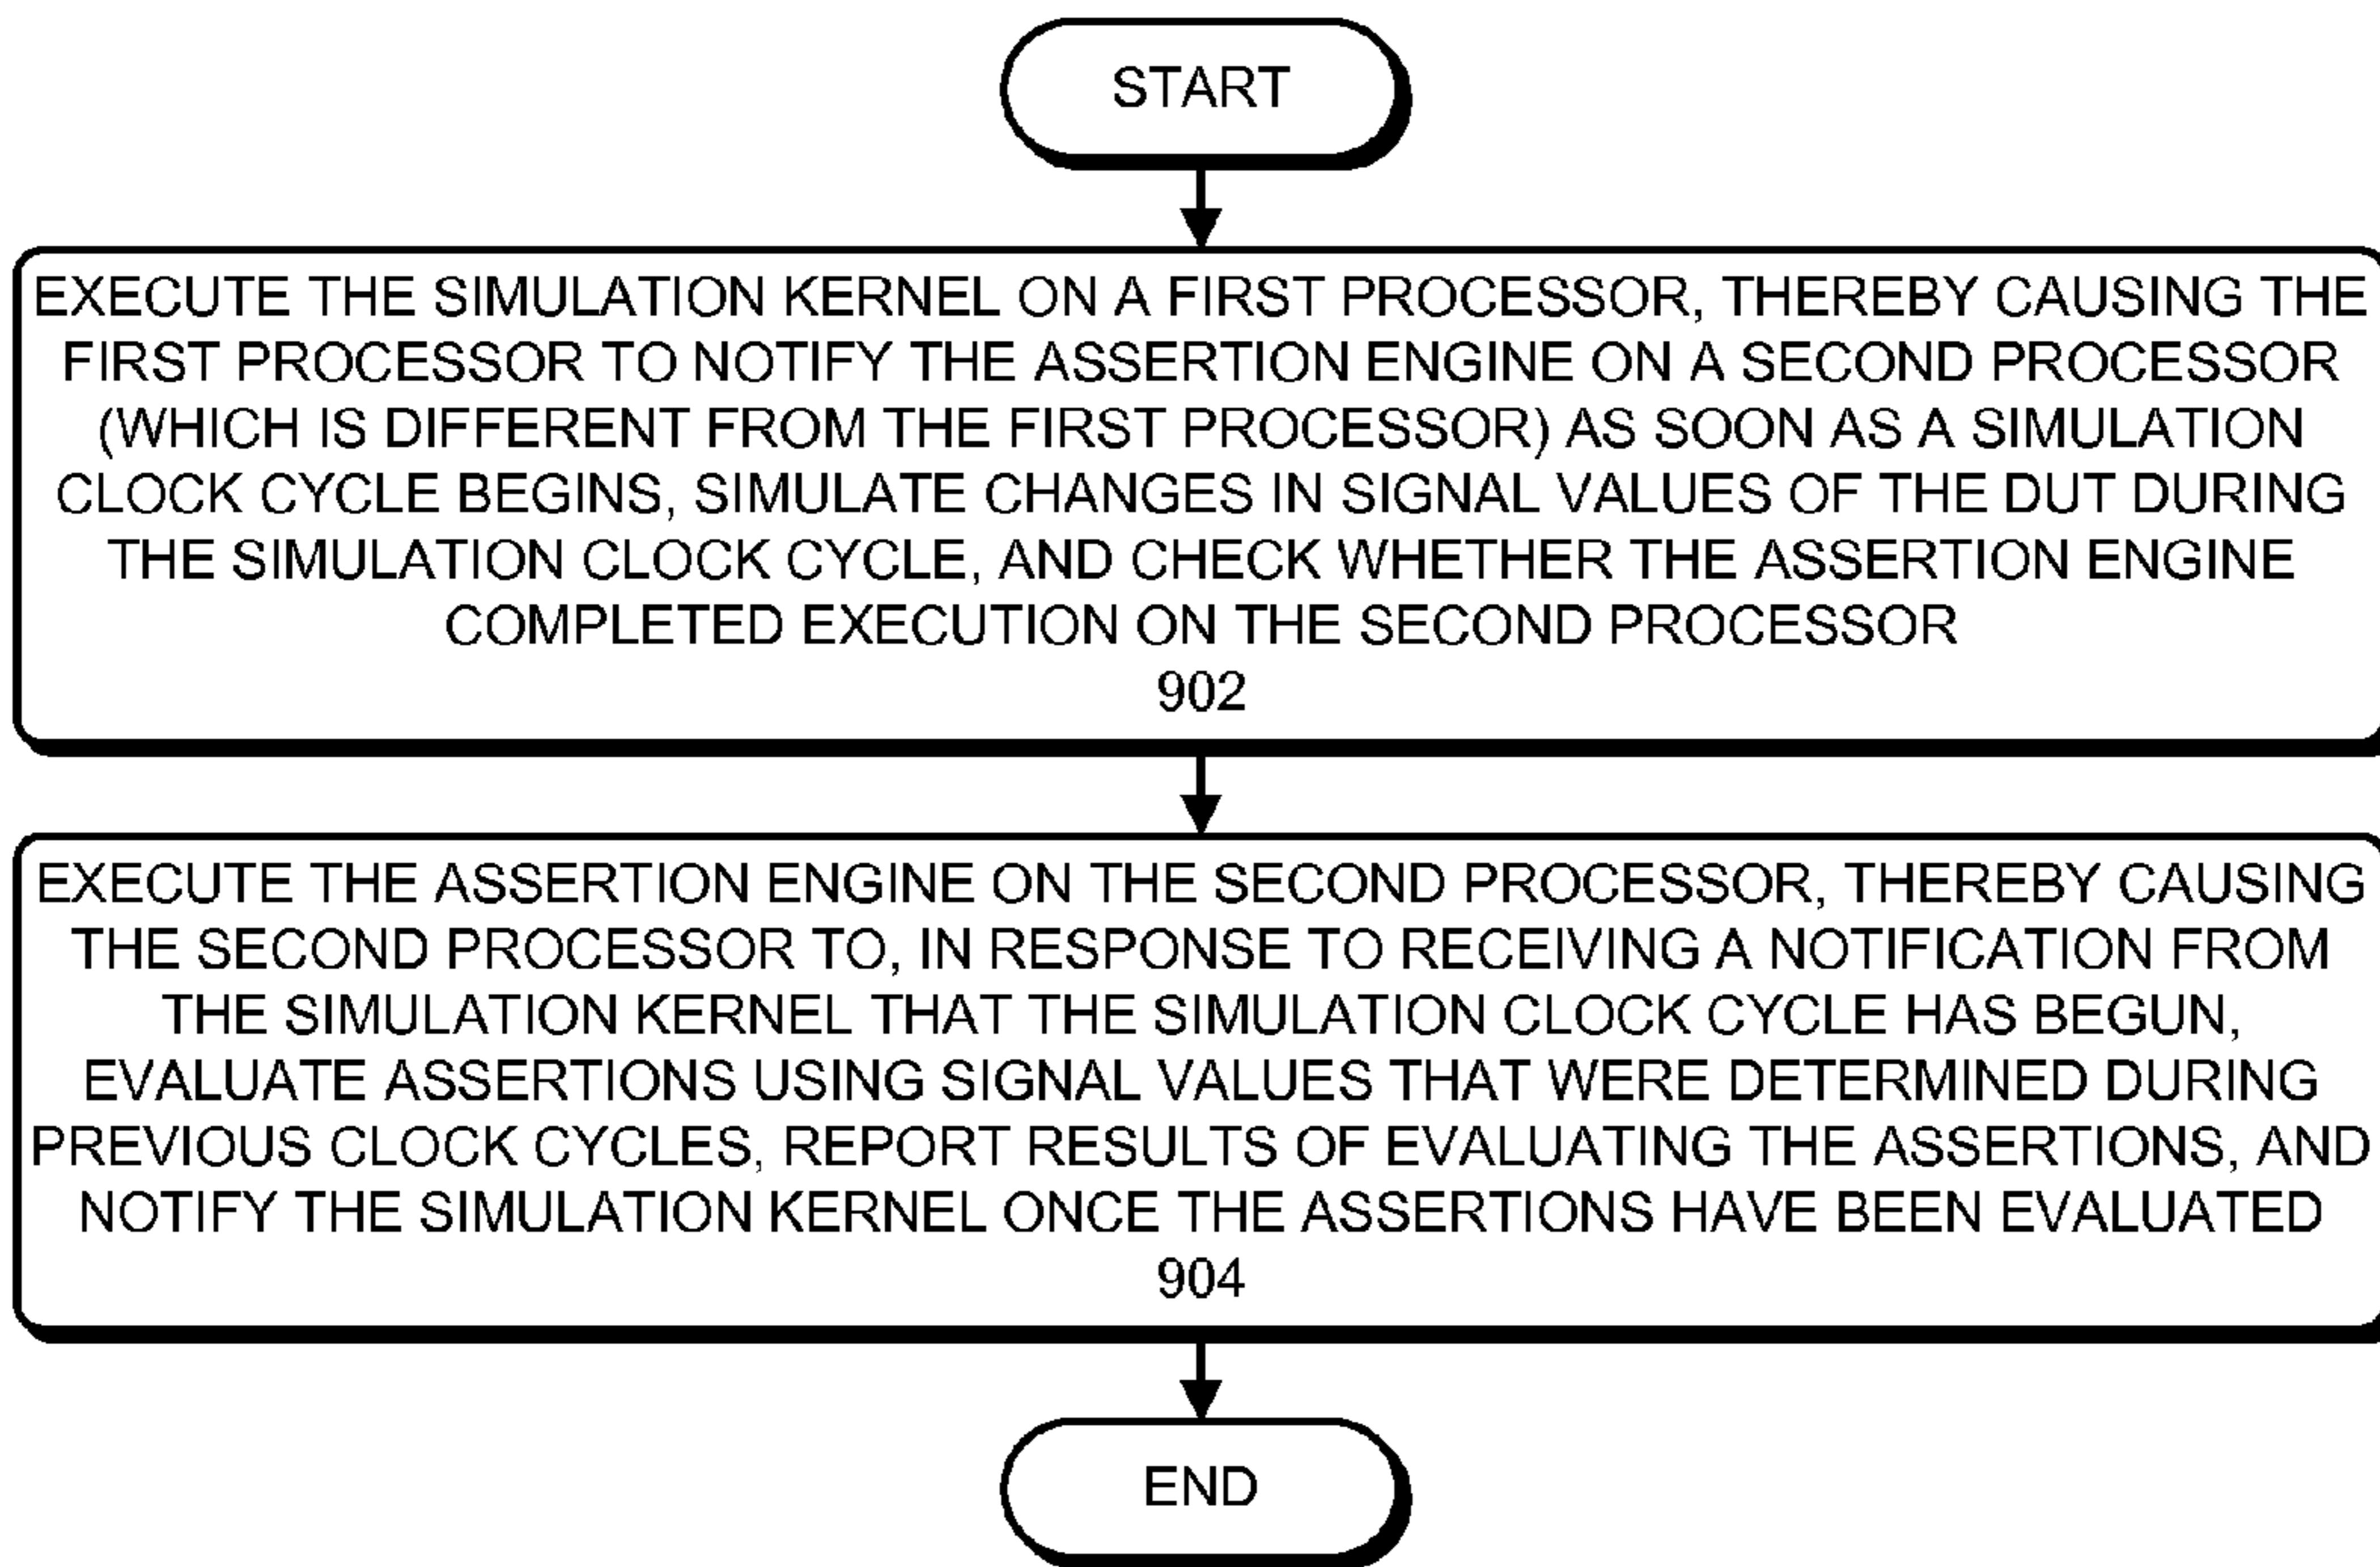 START
EXECUTE THE SIMULATION KERNEL ON A FIRST PROCESSOR, THEREBY CAUSING THE
FIRST PROCESSOR TO NOTIFY THE ASSERTION ENGINE ON A SECOND PROCESSOR
(WHICH IS DIFFERENT FROM THE FIRST PROCESSOR) AS SOON AS A SIMULATION
CLOCK CYCLE BEGINS, SIMULATE CHANGES IN SIGNAL VALUES OF THE DUT DURING
THE SIMULATION CLOCK CYCLE, AND CHECK WHETHER THE ASSERTION ENGINE
COMPLETED EXECUTION ON THE SECOND PROCESSOR
902
EXECUTE THE ASSERTION ENGINE ON THE SECOND PROCESSOR, THEREBY CAUSING
THE SECOND PROCESSOR TO, IN RESPONSE TO RECEIVING A NOTIFICATION FROM
THE SIMULATION KERNEL THAT THE SIMULATION CLOCK CYCLE HAS BEGUN,
EVALUATE ASSERTIONS USING SIGNAL VALUES THAT WERE DETERMINED DURING
PREVIOUS CLOCK CYCLES, REPORT RESULTS OF EVALUATING THE ASSERTIONS, AND
NOTIFY THE SIMULATION KERNEL ONCE THE ASSERTIONS HAVE BEEN EVALUATED
904
END